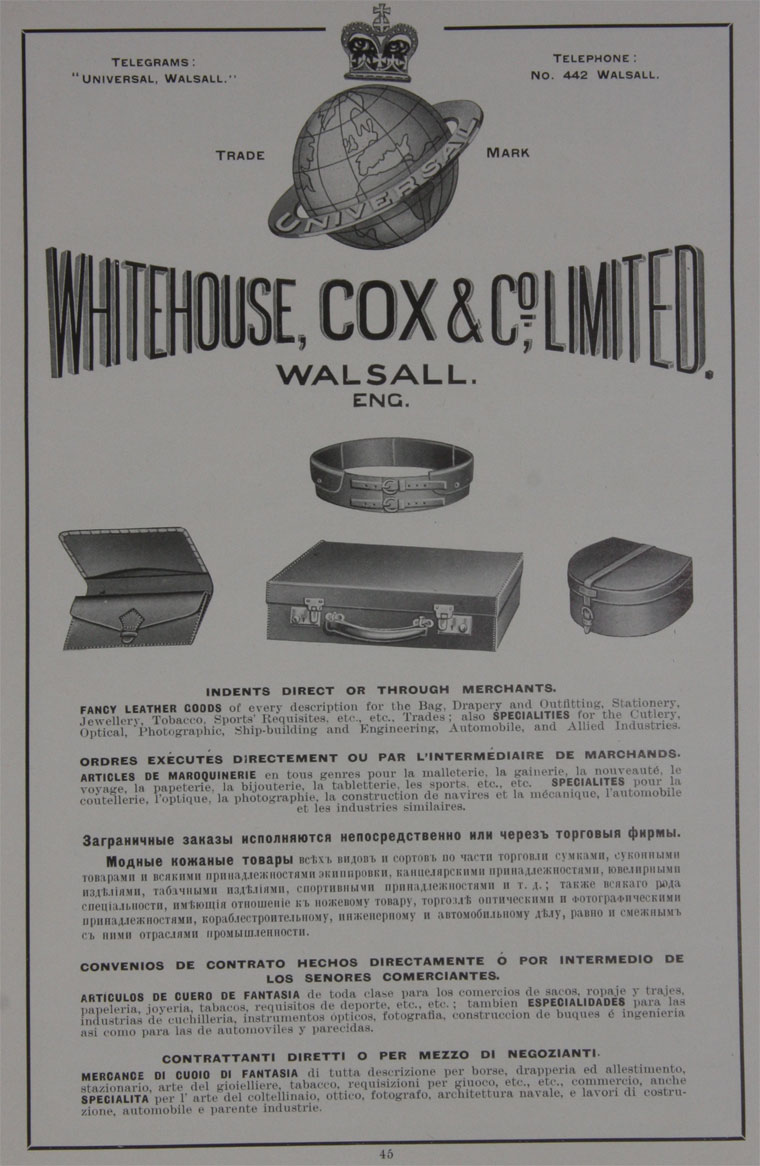 TELEGRAMS:
"UNIVERSAL, WALSALL."
TELEPHONE:
No. 442 WALSALL.
TRADE
MARK
UNIVERSAL
WHITEHOUSE, COX & Co., LIMITED.
WALSALL.
ENG.
INDENTS DIRECT OR THROUGH MERCHANTS.
FANCY LEATHER GOODS of every description for the Bag, Drapery and Outfitting, Stationery,
Jewellery, Tobacco, Sports' Requisites, etc., etc., Trades; also SPECIALITIES for the Cutlery,
Optical, Photographic, Ship-building and Engineering, Automobile, and Allied Industries.
ORDRES EXÉCUTÉS DIRECTEMENT OU PAR L'INTERMÉDIAIRE DE MARCHANDS.
ARTICLES DE MAROQUINERIE en tous genres pour la malleterie, la gainerie, la nouveauté, le
voyage, la papeterie, la bijouterie, la tabletterie, les sports, etc., etc. SPECIALITES pour la
coutellerie, l'optique, la photographie, la construction de navires et la mécanique, l'automobile
et les industries similaires.
Заграничные заказы исполняются непосредственно или черезъ торговыя фирмы.
Модные кожаные товары всѣхъ видовъ и сортовъ по части торговли сумками, суконными
товарами и всякими принадлежностями экипировки, канцелярскими принадлежностями, ювелирными
издѣліями, табачными издѣліями, спортивными принадлежностями и т. д.; также всякаго рода
спеціальности, имѣющія отношеніе къ ножевому товару, торговлѣ оптическими и фотографическими
принадлежностями, кораблестроительному, инженерному и автомобильному дѣлу, равно и смежнымъ
съ ними отраслями промышленности.
CONVENIOS DE CONTRATO HECHOS DIRECTAMENTE Ó POR INTERMEDIO DE
LOS SENORES COMERCIANTES.
ARTICULOS DE CUERO DE FANTASIA de toda clase para los comercios de sacos, ropaje y trajes,
papeleria, joyeria, tabacos, requisitos de deporte, etc., etc.; tambien ESPECIALIDADES para las
industrias de cuchilleria, instrumentos ópticos, fotografia, construccion de buques é ingenieria
asi como para las de automoviles y parecidas.
CONTRATTANTI DIRETTI O PER MEZZO DI NEGOZIANTI.
MERCANCE DI CUOIO DI FANTASIA di tutta descrizione per borse, drapperia ed allestimento,
stazionario, arte del gioielliere, tabacco, requisizioni per giuoco, etc., etc., commercio, anche
SPECIALITA per l' arte del coltellinaio, ottico, fotografo, architettura navale, e lavori di costru-
zione, automobile e parente industrie.
45